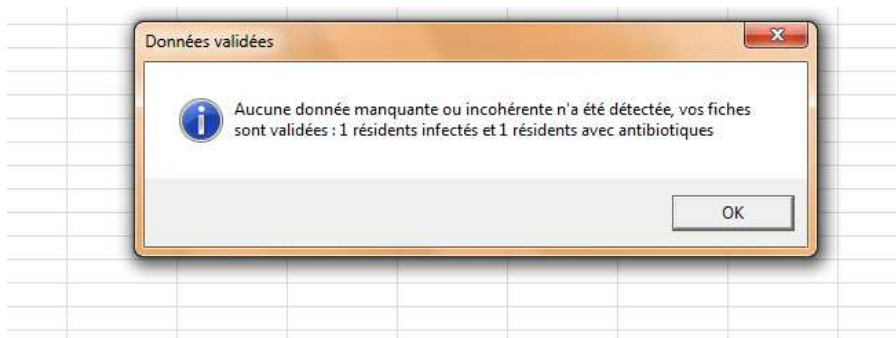 Données validées
Aucune donnée manquante ou incohérente n'a été détectée, vos fiches
sont validées : 1 résidents infectés et 1 résidents avec antibiotiques
OK